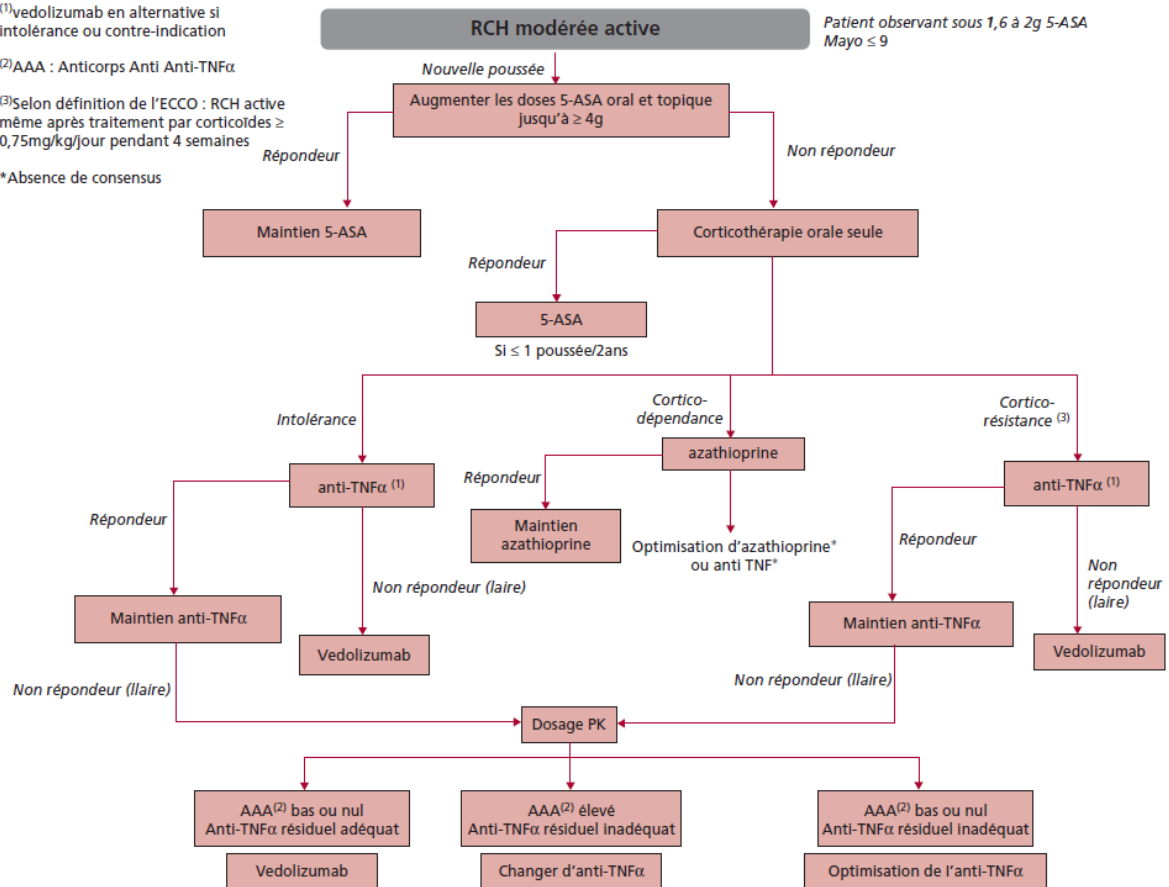 (1)vedolizumab en alternative si
intolérance ou contre-indication
(2)AAA : Anticorps Anti Anti-TNFα
(3)Selon définition de l'ECCO : RCH active
même après traitement par corticoïdes ≥
0,75mg/kg/jour pendant 4 semaines
*Absence de consensus
RCH modérée active
Patient observant sous 1,6 à 2g 5-ASA
Mayo ≤ 9
Nouvelle poussée
Augmenter les doses 5-ASA oral et topique
jusqu'à ≥ 4g
Répondeur
Non répondeur
Maintien 5-ASA
Corticothérapie orale seule
Répondeur
5-ASA
Si ≤ 1 poussée/2ans
Intolérance
Cortico-
dépendance
Cortico-
résistance (3)
anti-TNFα (1)
azathioprine
anti-TNFα (1)
Répondeur
Répondeur
Maintien
azathioprine
Optimisation d'azathioprine*
ou anti TNF*
Répondeur
Non répondeur (Iaire)
Non
répondeur
(Iaire)
Maintien anti-TNFα
Vedolizumab
Maintien anti-TNFα
Vedolizumab
Non répondeur (IIaire)
Non répondeur (IIaire)
Dosage PK
AAA(2) bas ou nul
Anti-TNFα résiduel adéquat
AAA(2) élevé
Anti-TNFα résiduel inadéquat
AAA(2) bas ou nul
Anti-TNFα résiduel inadéquat
Vedolizumab
Changer d'anti-TNFα
Optimisation de l'anti-TNFα